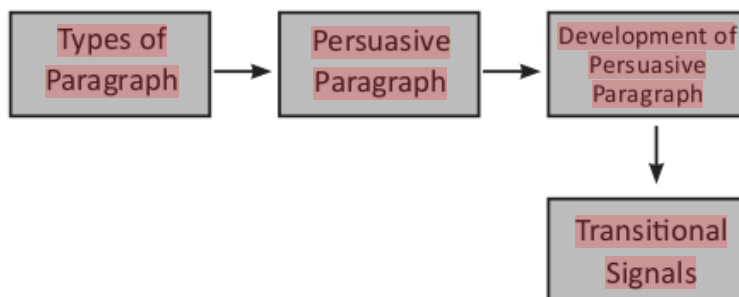 Types of
Paragraph
Persuasive
Paragraph
Development of
Persuasive
Paragraph
Transitional
Signals